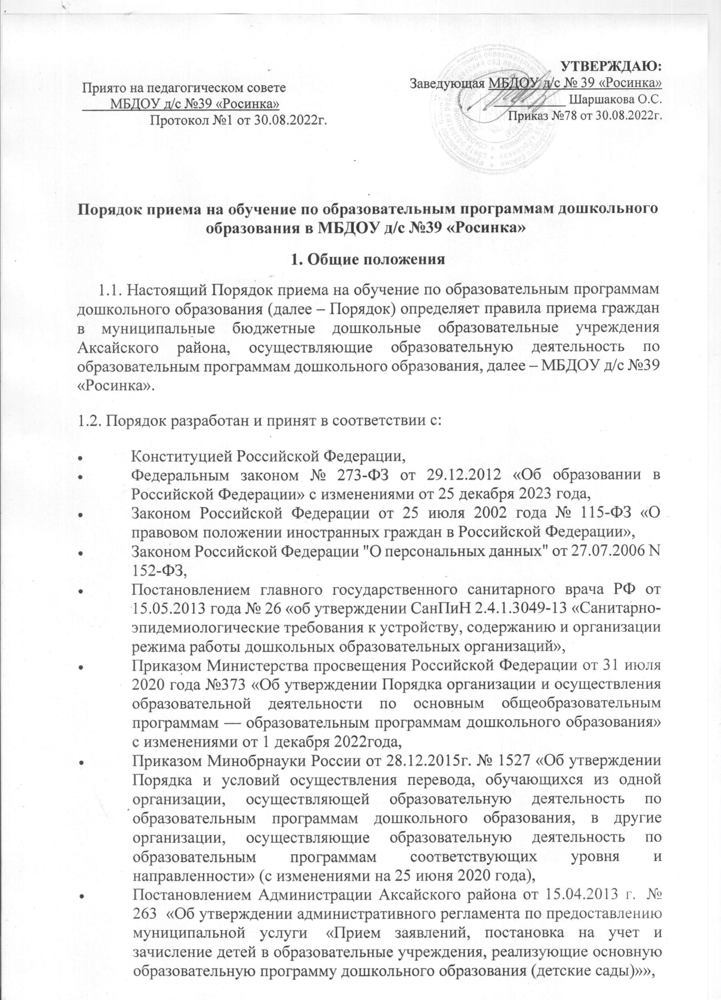 УТВЕРЖДАЮ:
Заведующая МБДОУ д/с № 39 «Росинка»
___________ Шаршакова О.С.
Приказ №78 от 30.08.2022г.
Приято на педагогическом совете
МБДОУ д/с №39 «Росинка»
Протокол №1 от 30.08.2022г.
Порядок приема на обучение по образовательным программам дошкольного
образования в МБДОУ д/с №39 «Росинка»
1. Общие положения
1.1. Настоящий Порядок приема на обучение по образовательным программам
дошкольного образования (далее – Порядок) определяет правила приема граждан
в муниципальные бюджетные дошкольные образовательные учреждения
Аксайского района, осуществляющие образовательную деятельность по
образовательным программам дошкольного образования, далее – МБДОУ д/с №39
«Росинка».
1.2. Порядок разработан и принят в соответствии с:
• Конституцией Российской Федерации,
• Федеральным законом № 273-ФЗ от 29.12.2012 «Об образовании в
Российской Федерации» с изменениями от 25 декабря 2023 года,
• Законом Российской Федерации от 25 июля 2002 года № 115-ФЗ «О
правовом положении иностранных граждан в Российской Федерации»,
• Законом Российской Федерации "О персональных данных" от 27.07.2006 N
152-ФЗ,
• Постановлением главного государственного санитарного врача РФ от
15.05.2013 года № 26 «об утверждении СанПиН 2.4.1.3049-13 «Санитарно-
эпидемиологические требования к устройству, содержанию и организации
режима работы дошкольных образовательных организаций»,
• Приказом Министерства просвещения Российской Федерации от 31 июля
2020 года №373 «Об утверждении Порядка организации и осуществления
образовательной деятельности по основным общеобразовательным
программам — образовательным программам дошкольного образования»
с изменениями от 1 декабря 2022года,
• Приказом Минобрнауки России от 28.12.2015г. № 1527 «Об утверждении
Порядка и условий осуществления перевода, обучающихся из одной
организации, осуществляющей образовательную деятельность по
образовательным программам дошкольного образования, в другие
организации, осуществляющие образовательную деятельность по
образовательным программам соответствующих уровня и
направленности» (с изменениями на 25 июня 2020 года),
• Постановлением Администрации Аксайского района от 15.04.2013 г. №
263 «Об утверждении административного регламента по предоставлению
муниципальной услуги «Прием заявлений, постановка на учет и
зачисление детей в образовательные учреждения, реализующие основную
образовательную программу дошкольного образования (детские сады)»»,